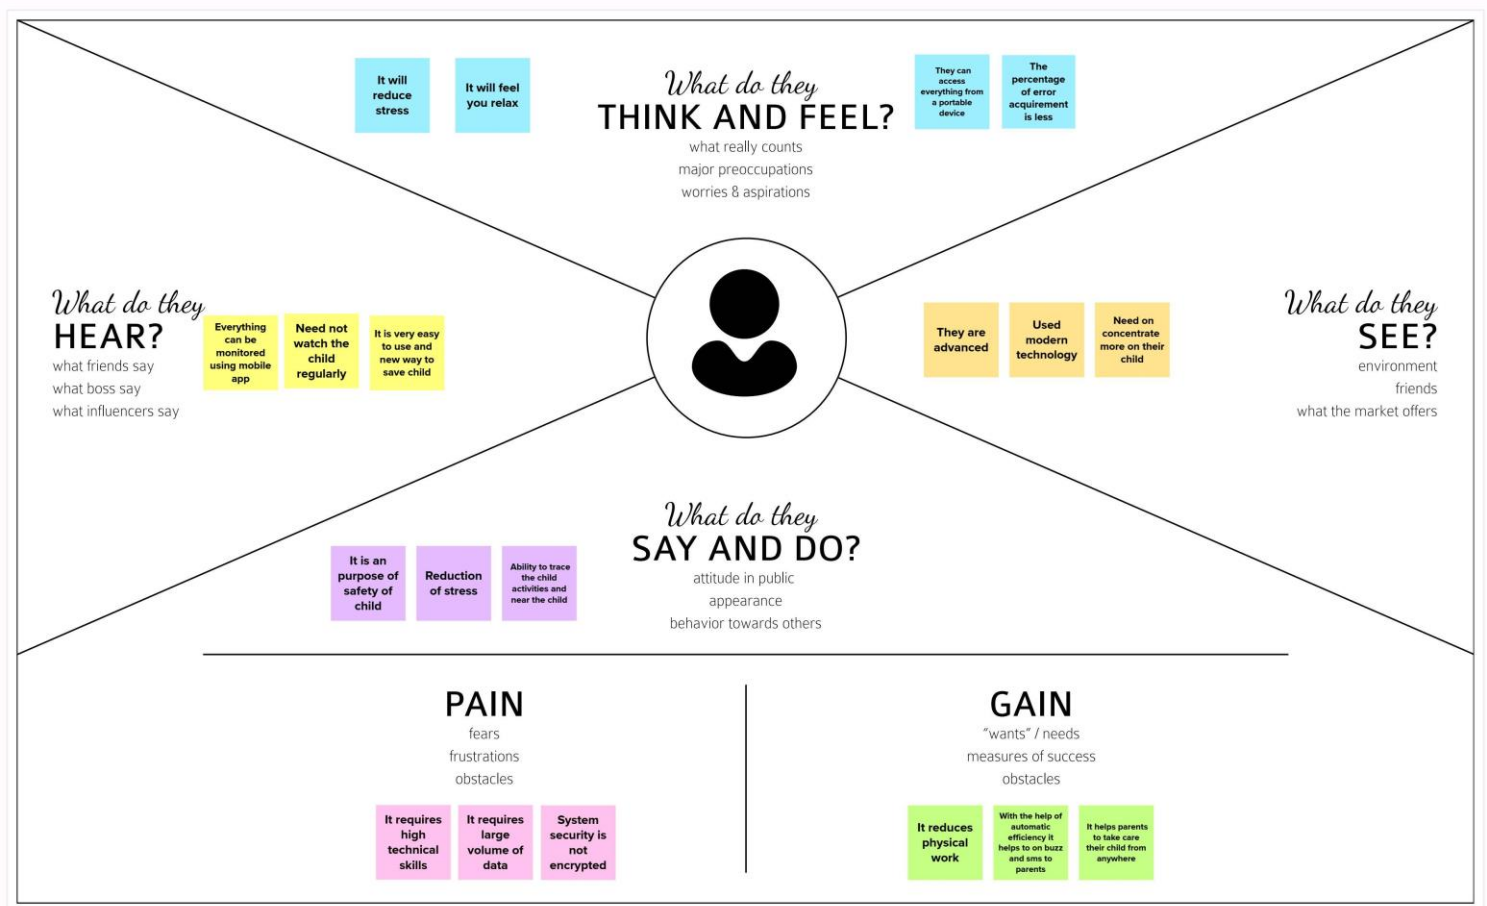 It will
reduce
stress
It will feel
you relax
What do they
THINK AND FEEL?
what really counts
major preoccupations
worries & aspirations
They can
access
everything from
a portable
device
The
percentage
of error
acquirement
is less
What do they
HEAR?
what friends say
what boss say
what influencers say
Everything
can be
monitored
using mobile
app
Need not
watch the
child
regularly
It is very easy
to use and
new way to
save child
They are
advanced
Used
modern
technology
Need on
concentrate
more on their
child
What do they
SEE?
environment
friends
what the market offers
It is an
purpose of
safety of
child
Reduction
of stress
Ability to trace
the child
activities and
near the child
What do they
SAY AND DO?
attitude in public
appearance
behavior towards others
PAIN
fears
frustrations
obstacles
It requires
high
technical
skills
It requires
large
volume of
data
System
security is
not
encrypted
GAIN
"wants" / needs
measures of success
obstacles
It reduces
physical
work
With the help of
automatic
efficiency it
helps to on buzz
and sms to
parents
It helps parents
to take care
their child from
anywhere